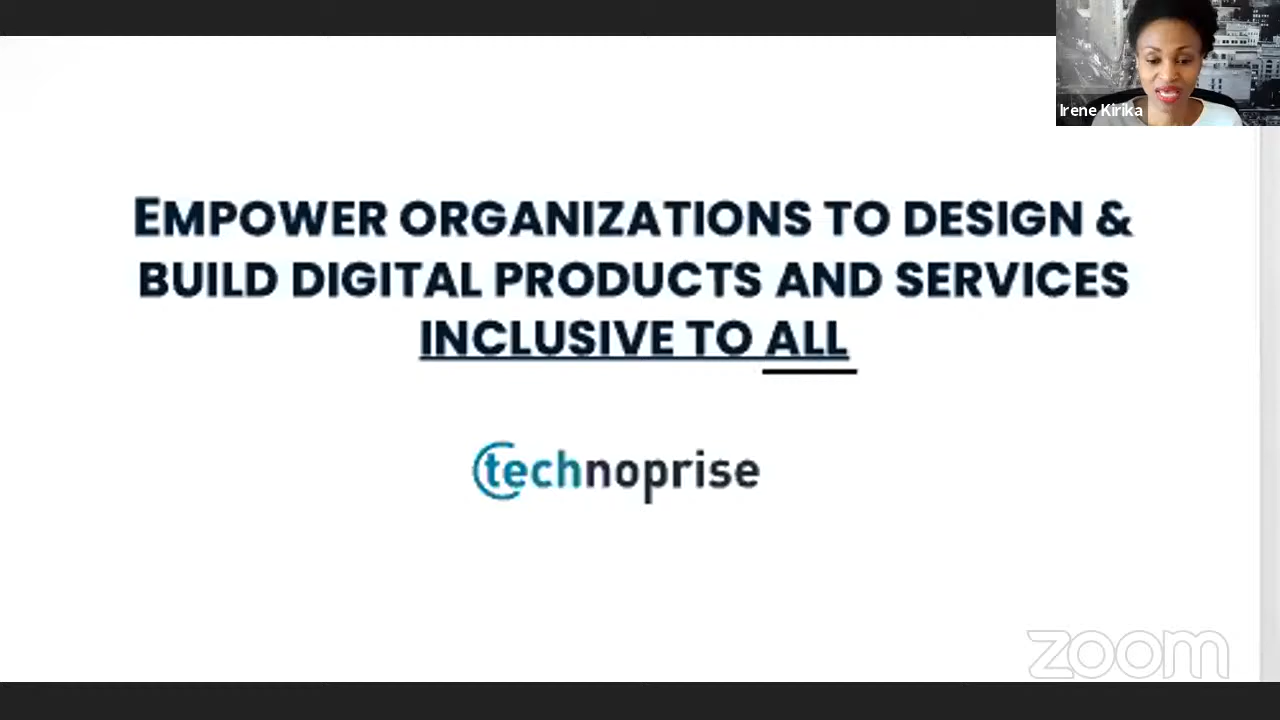 Irene Kirika
EMPOWER ORGANIZATIONS TO DESIGN &
BUILD DIGITAL PRODUCTS AND SERVICES
INCLUSIVE TO ALL
technoprise
zoom